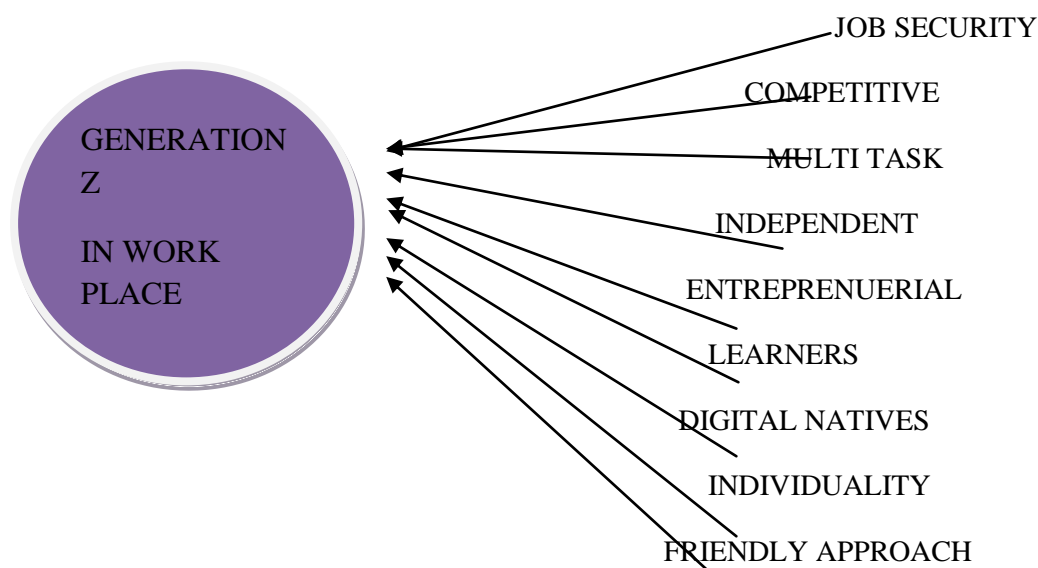 GENERATION
Z
IN WORK
PLACE
JOB SECURITY
COMPETITIVE
MULTI TASK
INDEPENDENT
ENTREPRENUERIAL
LEARNERS
DIGITAL NATIVES
INDIVIDUALITY
FRIENDLY APPROACH